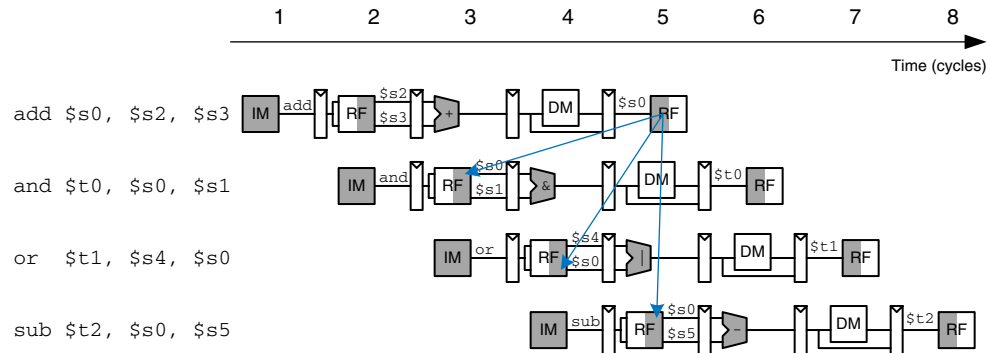 1 2 3 4 5 6 7 8
Time (cycles)
add $s0, $s2, $s3 IM add RF $s2 $s3 + DM $s0 RF
and $t0, $s0, $s1 IM and RF $s0 $s1 & DM $t0 RF
or $t1, $s4, $s0 IM or RF $s4 $s0 | DM $t1 RF
sub $t2, $s0, $s5 IM sub RF $s0 $s5 - DM $t2 RF